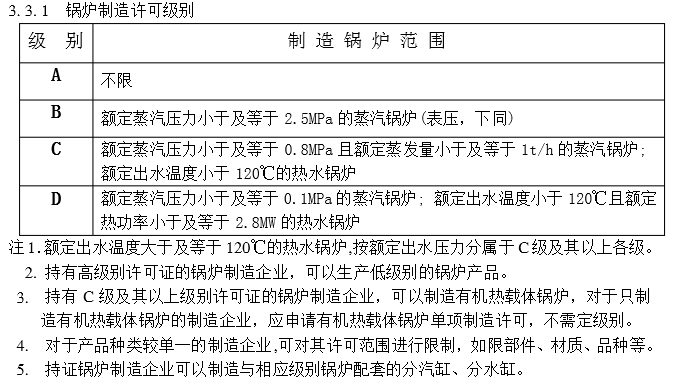 3.3.1 锅炉制造许可级别
级 别 制 造 锅 炉 范 围
A 不限
B 额定蒸汽压力小于及等于 2.5MPa 的蒸汽锅炉(表压，下同)
C 额定蒸汽压力小于及等于 0.8MPa 且额定蒸发量小于及等于 1t/h 的蒸汽锅炉;
额定出水温度小于 120℃的热水锅炉
D 额定蒸汽压力小于及等于 0.1MPa 的蒸汽锅炉; 额定出水温度小于 120℃且额定
热功率小于及等于 2.8MW 的热水锅炉
注1.额定出水温度大于及等于 120℃的热水锅炉,按额定出水压力分属于 C 级及其以上各级。
2. 持有高级别许可证的锅炉制造企业，可以生产低级别的锅炉产品。
3. 持有 C 级及其以上级别许可证的锅炉制造企业，可以制造有机热载体锅炉，对于只制
造有机热载体锅炉的制造企业，应申请有机热载体锅炉单项制造许可，不需定级别。
4. 对于产品种类较单一的制造企业,可对其许可范围进行限制，如限部件、材质、品种等。
5. 持证锅炉制造企业可以制造与相应级别锅炉配套的分汽缸、分水缸。